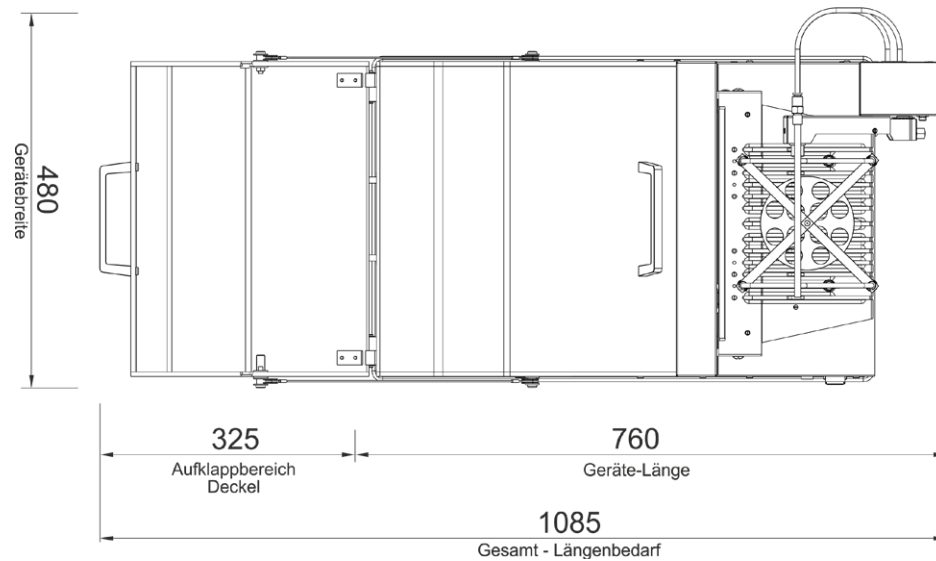 480
Gerätebreite
325
Aufklappbereich
Deckel
760
Geräte-Länge
1085
Gesamt - Längenbedarf